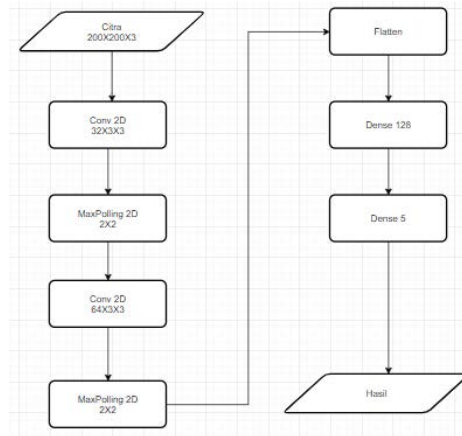 Citra
200X200X3
Conv 2D
32X3X3
MaxPolling 2D
2X2
Conv 2D
64X3X3
MaxPolling 2D
2X2
Flatten
Dense 128
Dense 5
Hasil